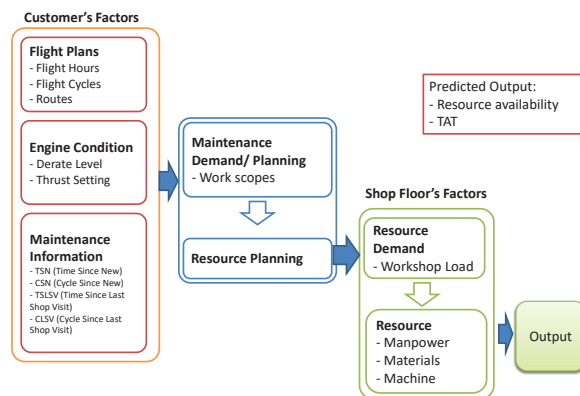 Customer's Factors
Flight Plans
- Flight Hours
- Flight Cycles
- Routes
Engine Condition
- Derate Level
- Thrust Setting
Maintenance
Information
- TSN (Time Since New)
- CSN (Cycle Since New)
- TSLSV (Time Since Last
Shop Visit)
- CLSV (Cycle Since Last
Shop Visit)
Maintenance
Demand/ Planning
- Work scopes
Resource Planning
Predicted Output:
- Resource availability
- TAT
Shop Floor's Factors
Resource
Demand
- Workshop Load
Resource
- Manpower
- Materials
- Machine
Output